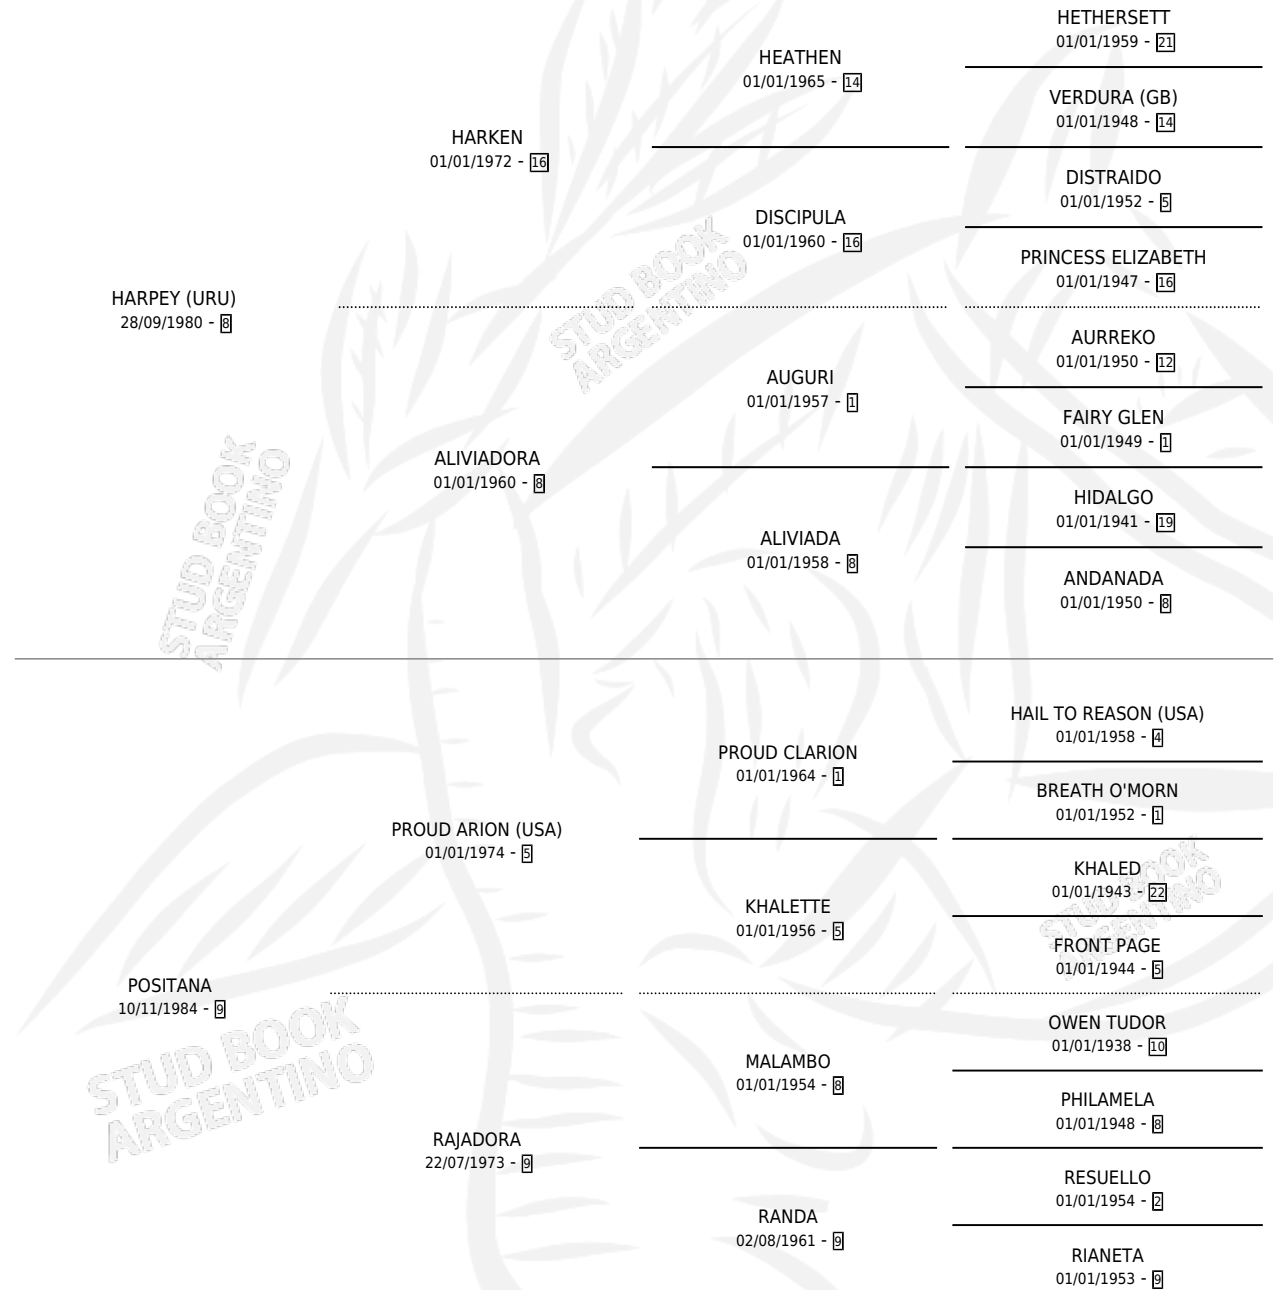 HETHERSETT
01/01/1959 - 21
HEATHEN
01/01/1965 - 14
VERDURA (GB)
01/01/1948 - 14
HARKEN
01/01/1972 - 16
DISTRAIDO
01/01/1952 - 5
DISCIPULA
01/01/1960 - 16
PRINCESS ELIZABETH
01/01/1947 - 16
HARPEY (URU)
28/09/1980 - 8
STUD BOOK
ARGENTINO
AURREKO
01/01/1950 - 12
AUGURI
01/01/1957 - 1
FAIRY GLEN
01/01/1949 - 1
ALIVIADORA
01/01/1960 - 8
HIDALGO
01/01/1941 - 19
ALIVIADA
01/01/1958 - 8
ANDANADA
01/01/1950 - 8
STUD BOOK
ARGENTINO
HAIL TO REASON (USA)
01/01/1958 - 4
PROUD CLARION
01/01/1964 - 1
BREATH O'MORN
01/01/1952 - 1
PROUD ARION (USA)
01/01/1974 - 5
KHALED
01/01/1943 - 22
KHALETTE
01/01/1956 - 5
STUD BOOK
ARGENTINO
FRONT PAGE
01/01/1944 - 5
POSITANA
10/11/1984 - 9
OWEN TUDOR
01/01/1938 - 10
MALAMBO
01/01/1954 - 8
PHILAMELA
01/01/1948 - 8
STUD BOOK
ARGENTINO
RAJADORA
22/07/1973 - 9
RESUELLO
01/01/1954 - 2
RANDA
02/08/1961 - 9
RIANETA
01/01/1953 - 9